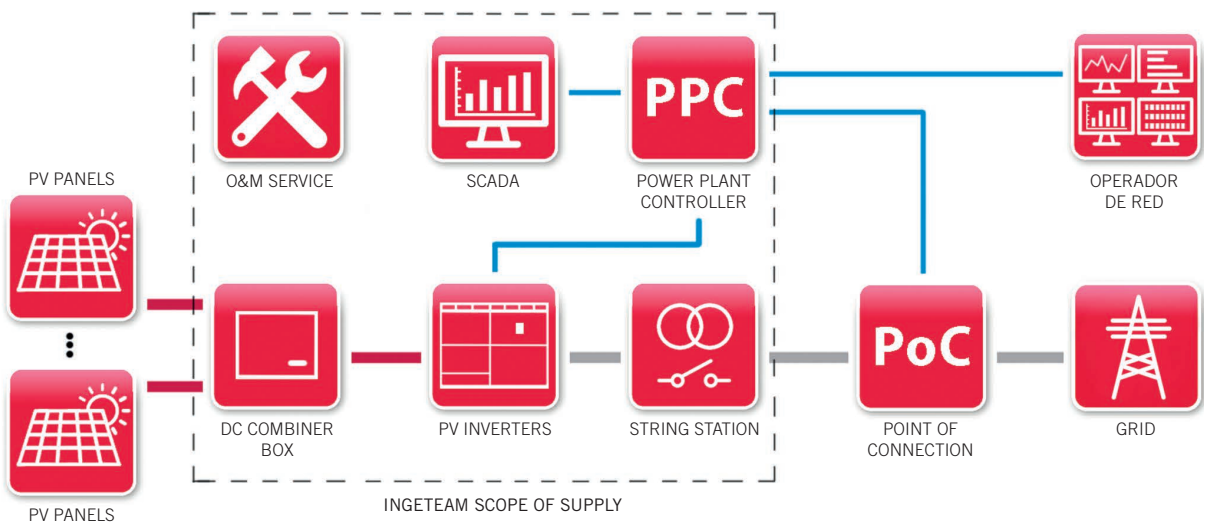 PPC
O&M SERVICE
SCADA
POWER PLANT
CONTROLLER
OPERADOR
DE RED
PV PANELS
DC COMBINER
BOX
PV INVERTERS
STRING STATION
PoC
POINT OF
CONNECTION
GRID
PV PANELS
INGETEAM SCOPE OF SUPPLY